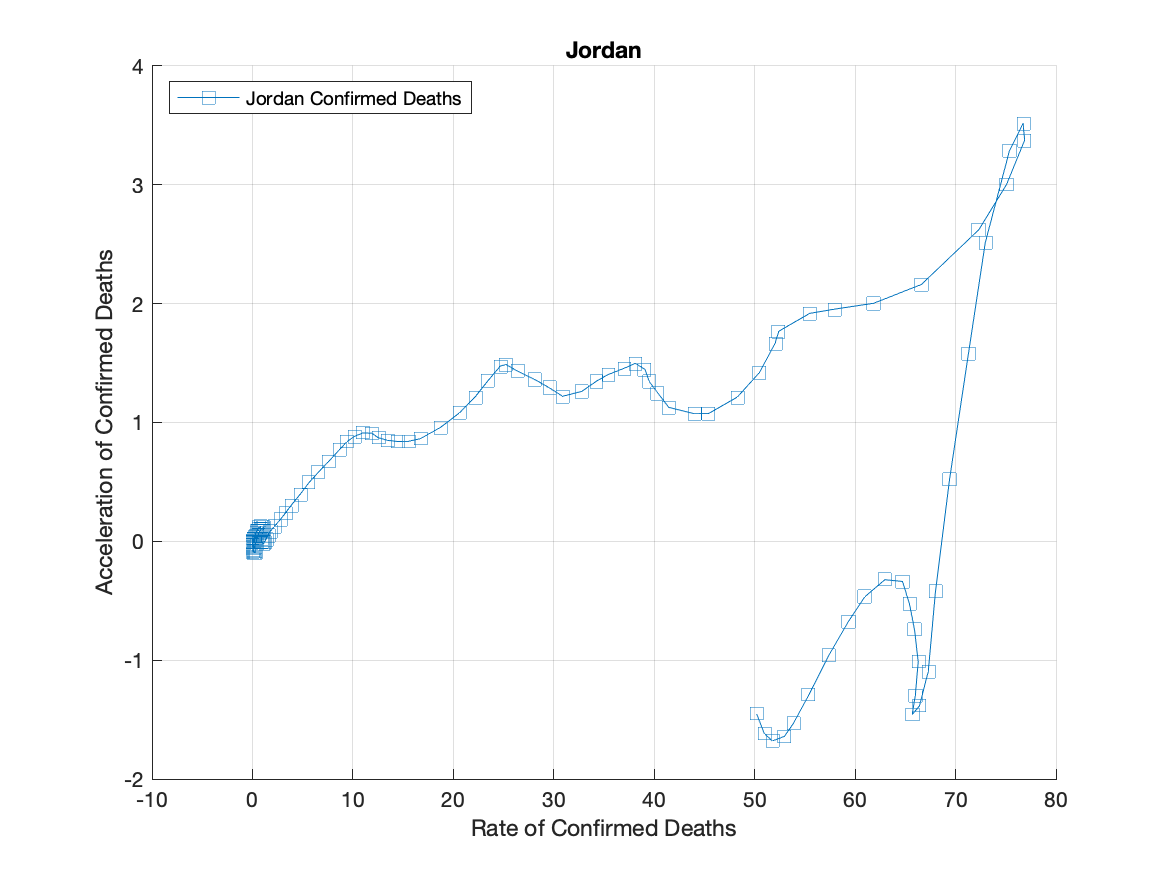 Jordan
Jordan Confirmed Deaths
4
3
2
1
0
-1
-2
Acceleration of Confirmed Deaths
-10 0 10 20 30 40 50 60 70 80
Rate of Confirmed Deaths